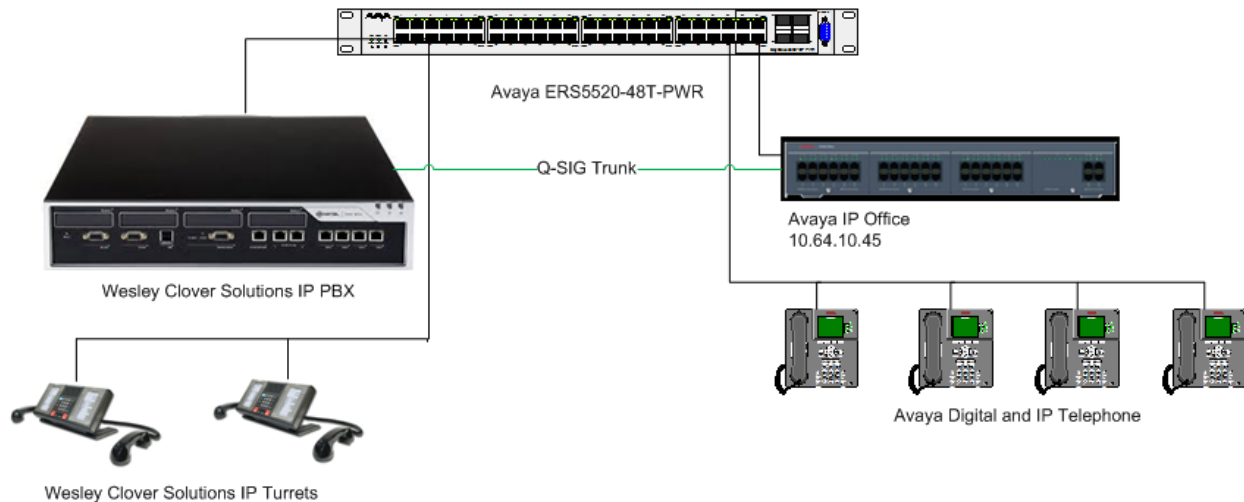 AVAYA
Avaya ERS5520-48T-PWR
Q-SIG Trunk
Avaya IP Office
10.64.10.45
Wesley Clover Solutions IP PBX
Avaya Digital and IP Telephone
Wesley Clover Solutions IP Turrets